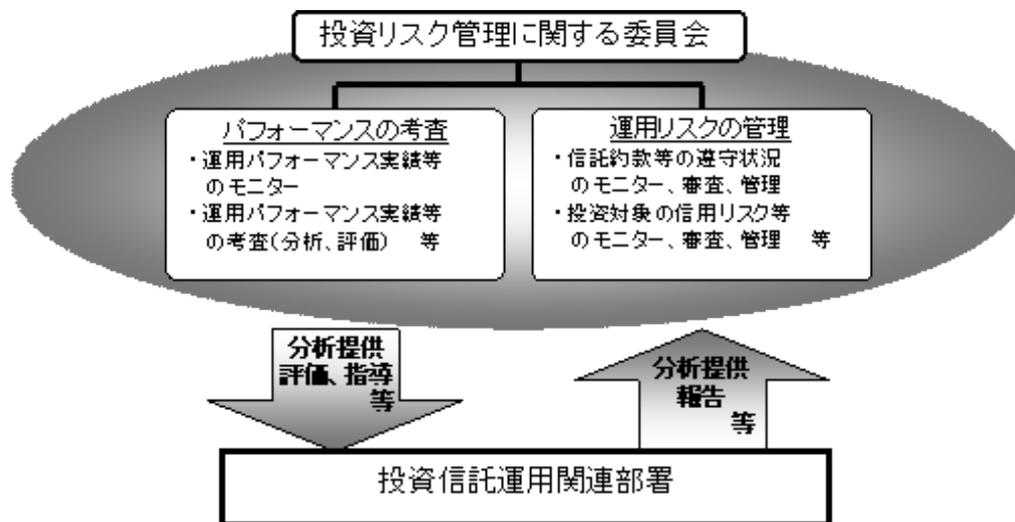 投資リスク管理に関する委員会
パフォーマンスの考査
・運用パフォーマンス実績等
のモニター
・運用パフォーマンス実績等
の考査(分析、評価) 等
運用リスクの管理
・信託約款等の遵守状況
のモニター、審査、管理
・投資対象の信用リスク等
のモニター、審査、管理 等
分析提供
評価、指導
等
分析提供
報告
等
投資信託運用関連部署